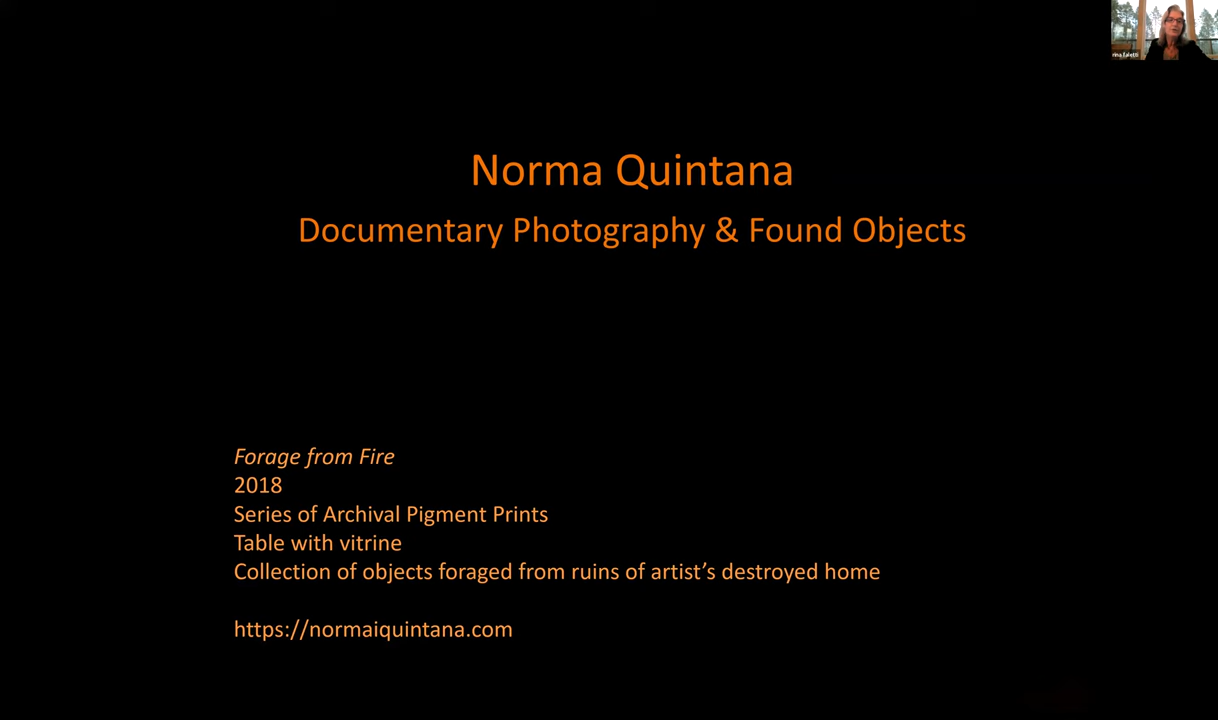 Norma Quintana
Documentary Photography & Found Objects
Forage from Fire
2018
Series of Archival Pigment Prints
Table with vitrine
Collection of objects foraged from ruins of artist’s destroyed home
https://normaiquintana.com